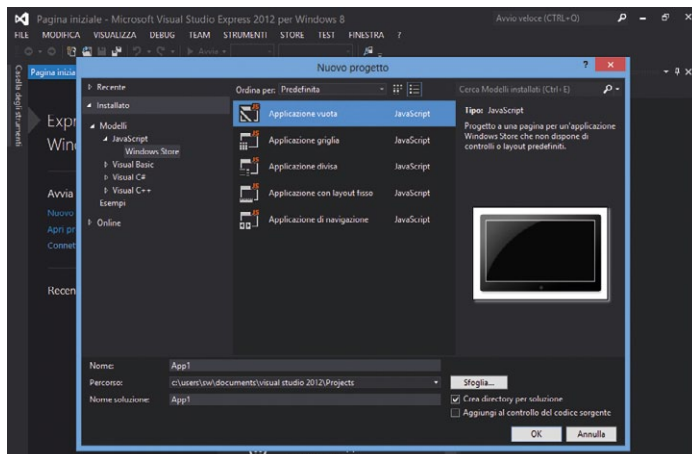 Pagina iniziale - Microsoft Visual Studio Express 2012 per Windows 8
Avvio veloce (CTRL+Q)
FILE MODIFICA VISUALIZZA DEBUG TEAM STRUMENTI STORE TEST FINESTRA ?
Avvia
Casella degli strumenti
Pagina inizia
Expr
Wind
Avvia
Nuovo
Apri pr
Connet
Recen
Nuovo progetto
? ×
Recente
Installato
Modelli
JavaScript
Windows Store
Visual Basic
Visual C#
Visual C++
Esempi
Online
Ordina per: Predefinita
Cerca Modelli installati (Ctrl+E)
Applicazione vuota JavaScript
Applicazione griglia JavaScript
Applicazione divisa JavaScript
Applicazione con layout fisso JavaScript
Applicazione di navigazione JavaScript
Tipo: JavaScript
Progetto a una pagina per un'applicazione
Windows Store che non dispone di
controlli o layout predefiniti.
Nome: App1
Percorso: c:\users\sw\documents\visual studio 2012\Projects
Sfoglia...
Nome soluzione: App1
Crea directory per soluzione
Aggiungi al controllo del codice sorgente
OK Annulla